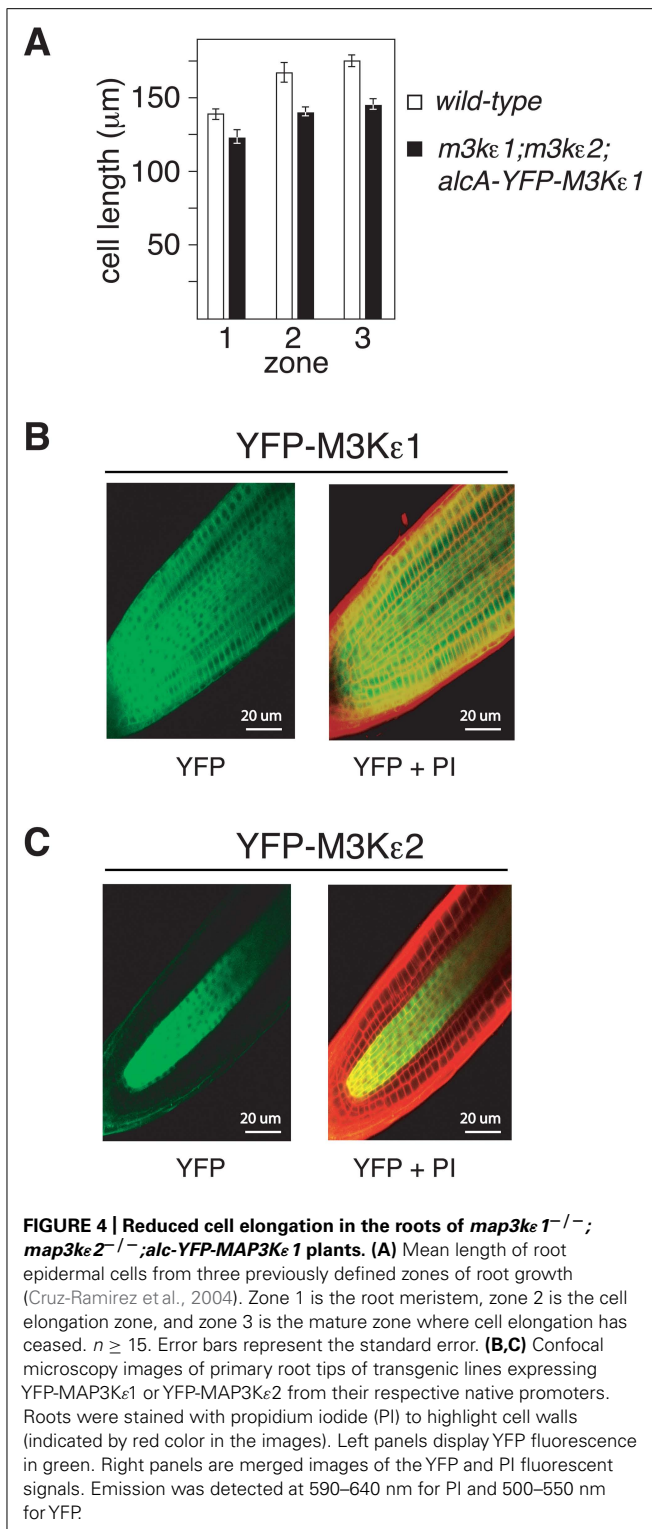 A
cell length (μm)
150
100
50
1 2 3
zone
wild-type
m3kε1;m3kε2;
alcA-YFP-M3Kε1
B
YFP-M3Kε1
20 um 20 um
YFP YFP + PI
C
YFP-M3Kε2
20 um 20 um
YFP YFP + PI
FIGURE 4 | Reduced cell elongation in the roots of map3kε1−/−;
map3kε2−/−;alc-YFP-MAP3Kε1 plants. (A) Mean length of root
epidermal cells from three previously defined zones of root growth
(Cruz-Ramirez et al., 2004). Zone 1 is the root meristem, zone 2 is the cell
elongation zone, and zone 3 is the mature zone where cell elongation has
ceased. n ≥ 15. Error bars represent the standard error. (B,C) Confocal
microscopy images of primary root tips of transgenic lines expressing
YFP-MAP3Kε1 or YFP-MAP3Kε2 from their respective native promoters.
Roots were stained with propidium iodide (PI) to highlight cell walls
(indicated by red color in the images). Left panels display YFP fluorescence
in green. Right panels are merged images of the YFP and PI fluorescent
signals. Emission was detected at 590–640 nm for PI and 500–550 nm
for YFP.